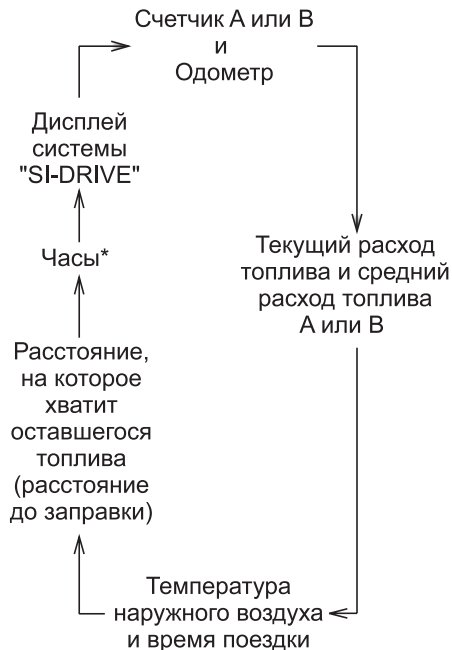 Счетчик А или В
и
Одометр
Дисплей
системы
"SI-DRIVE"
Часы*
Текущий расход
топлива и средний
расход топлива
А или В
Расстояние,
на которое
хватит
оставшегося
топлива
(расстояние
до заправки)
Температура
наружного воздуха
и время поездки